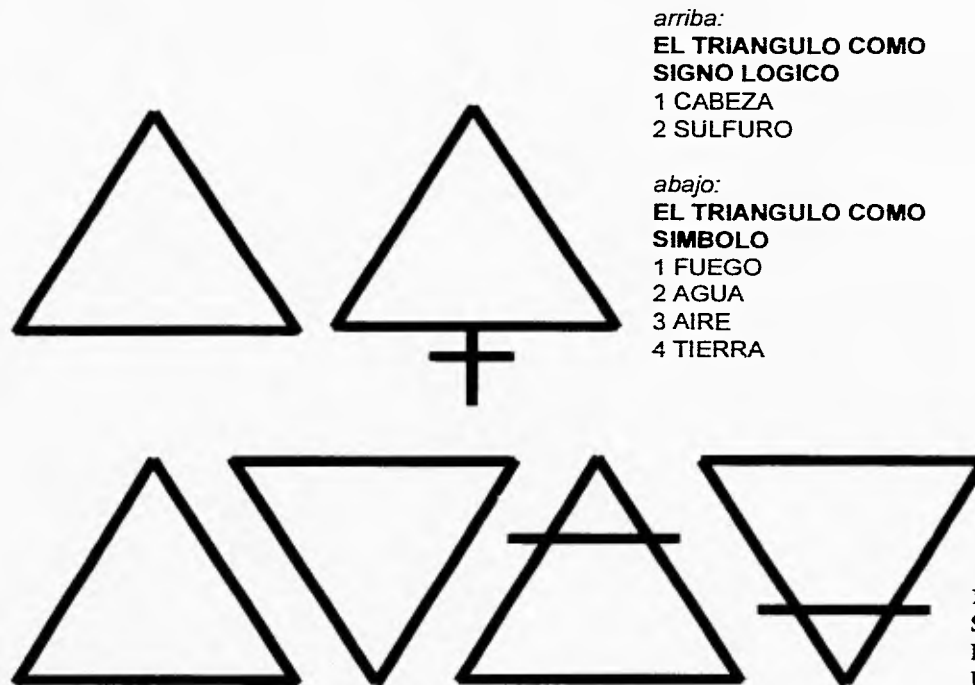 arriba:
EL TRIANGULO COMO
SIGNO LOGICO
1 CABEZA
2 SULFURO
abajo:
EL TRIANGULO COMO
SIMBOLO
1 FUEGO
2 AGUA
3 AIRE
4 TIERRA